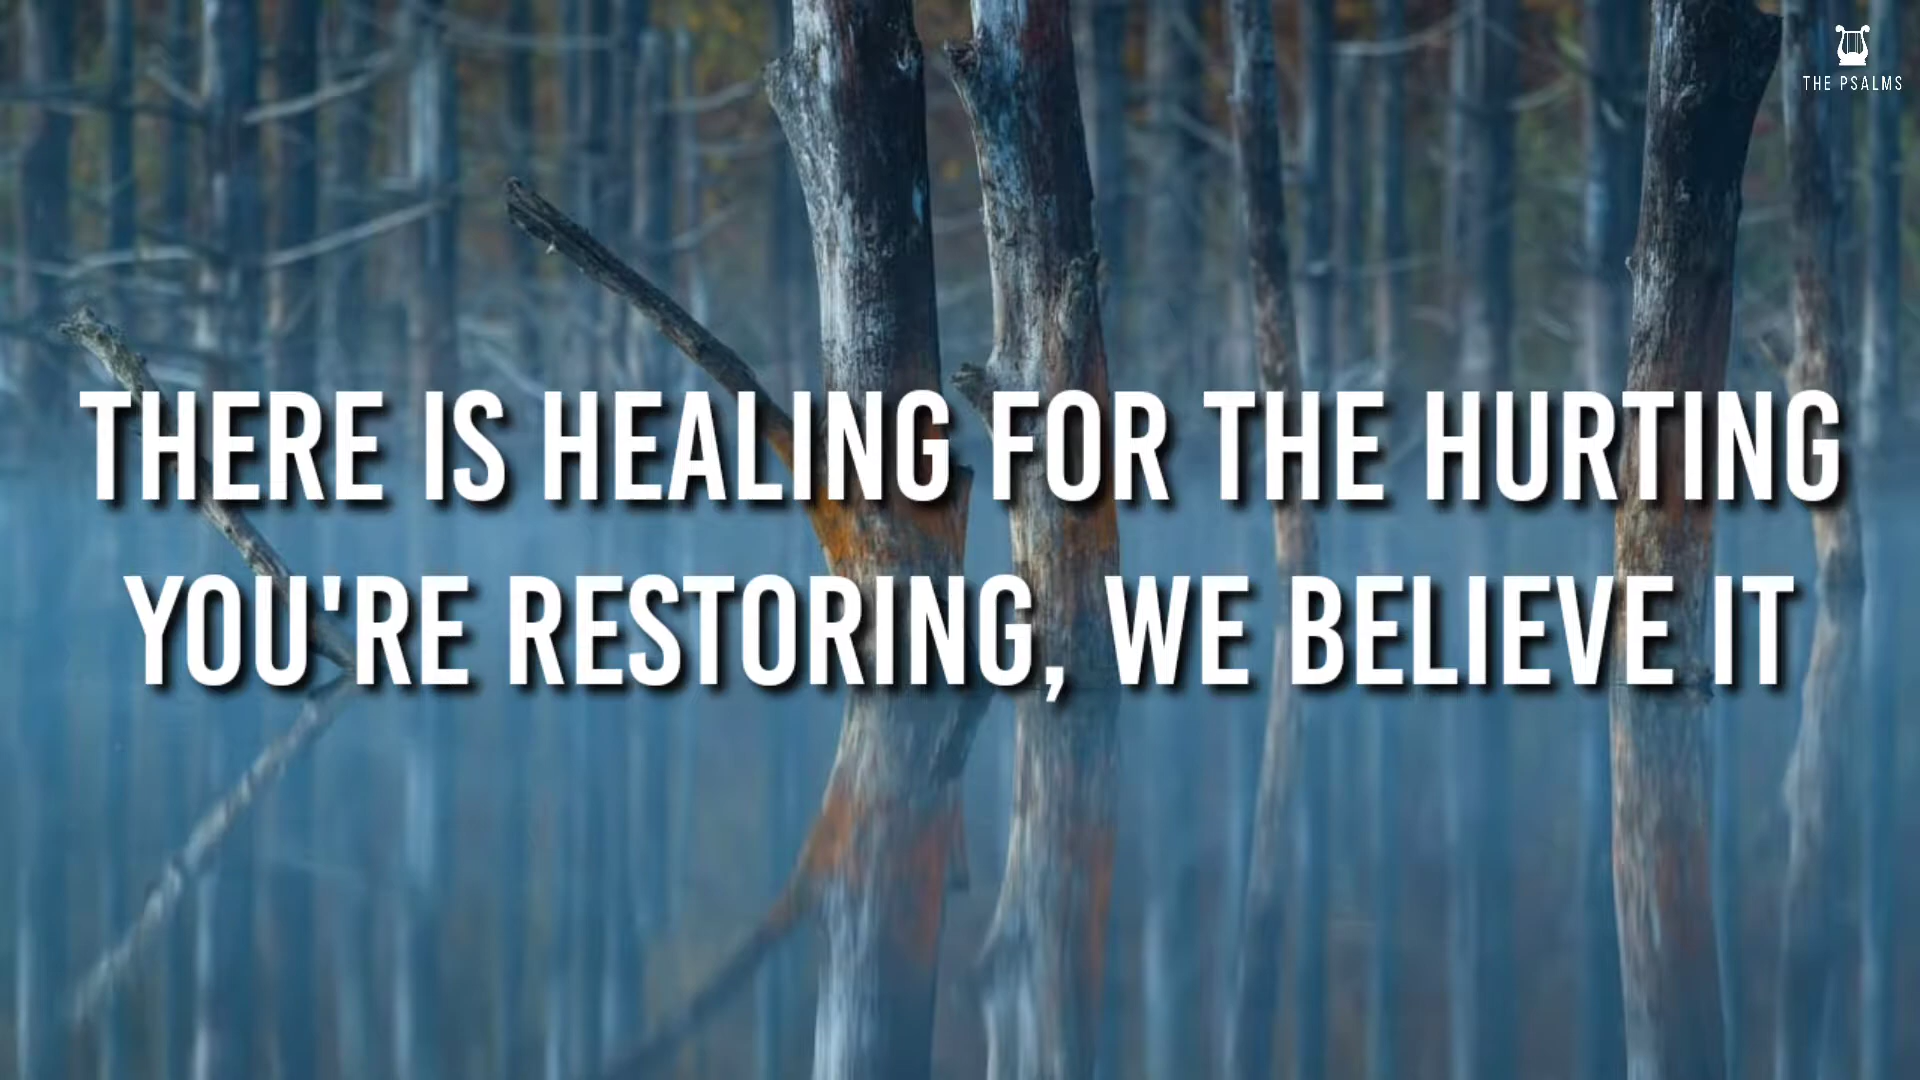 THE PSALMS
THERE IS HEALING FOR THE HURTING
YOU'RE RESTORING, WE BELIEVE IT